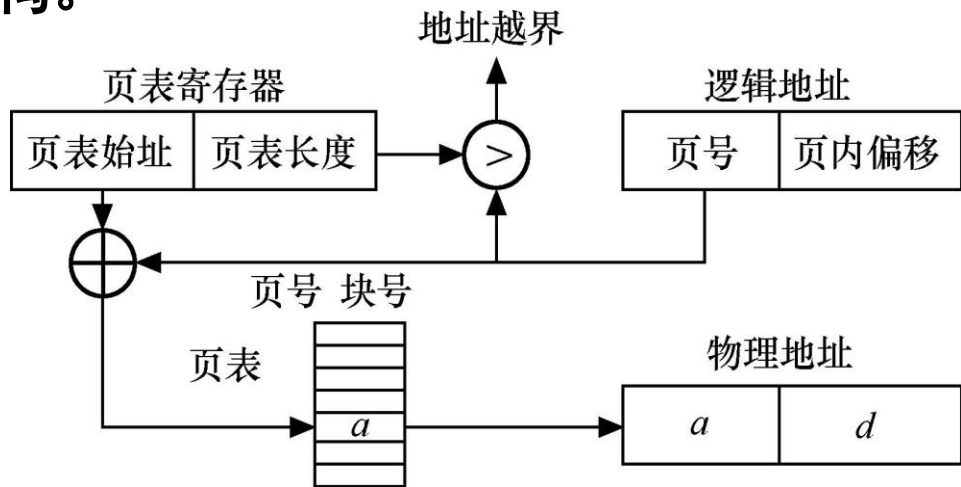 地址越界
页表寄存器
逻辑地址
页表始址 页表长度 > 页号 页内偏移
页号 块号
页表
物理地址
a a d